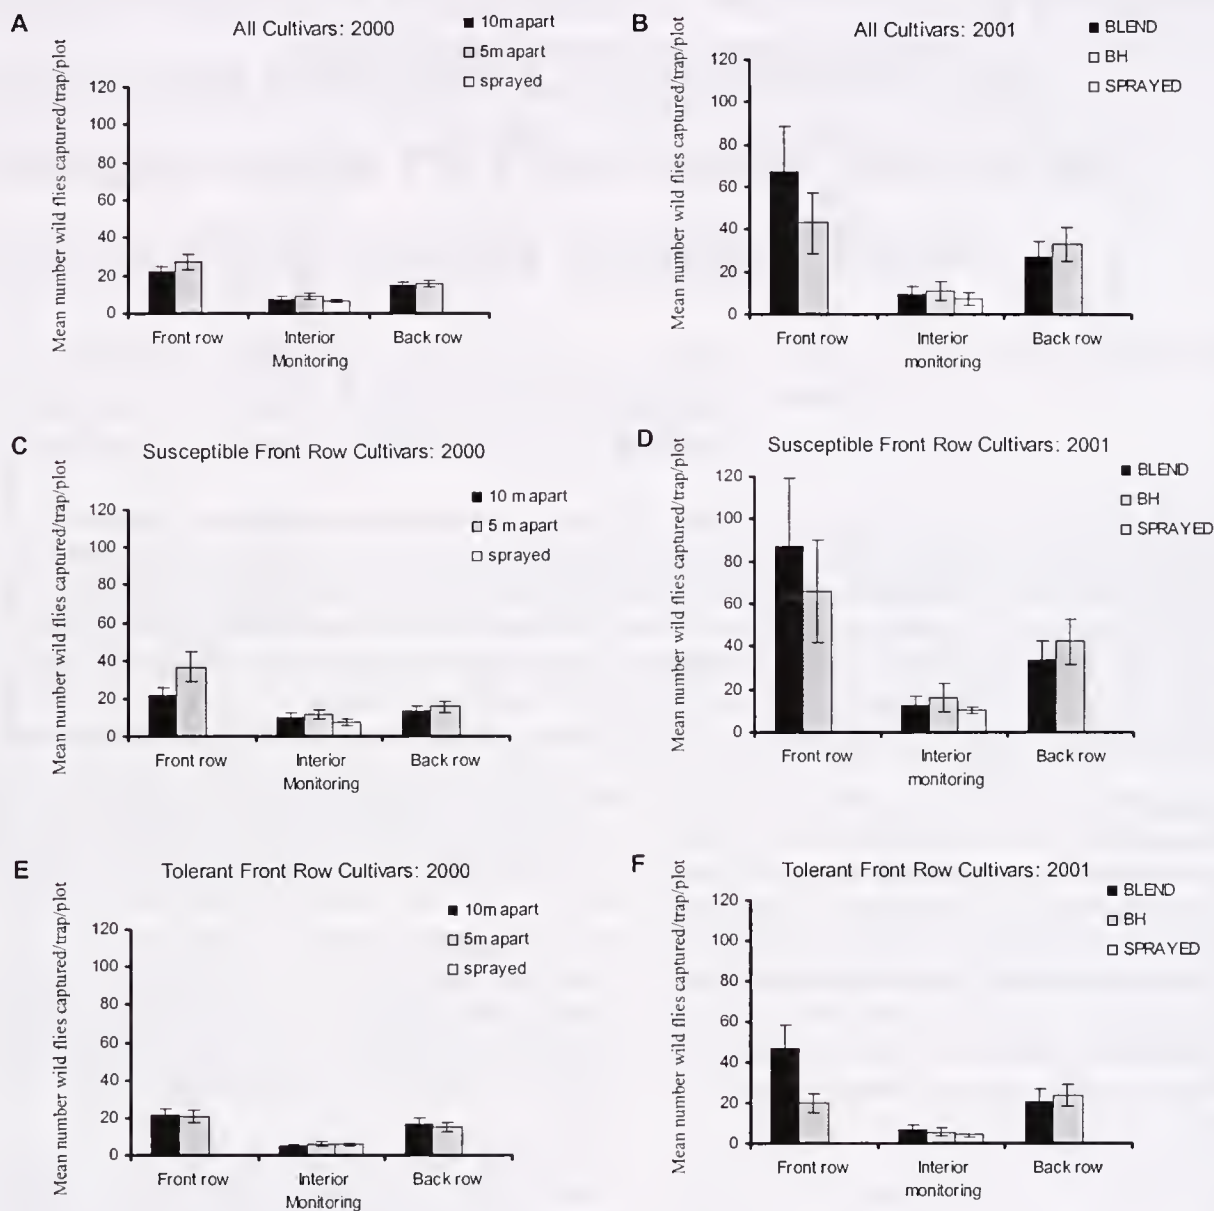 A
All Cultivars: 2000
10m apart
5m apart
sprayed
Mean number wild flies captured/trap/plot
120
100
80
60
40
20
0
Front row
Interior
Monitoring
Back row
B
All Cultivars: 2001
BLEND
BH
SPRAYED
Mean number wild flies captured/trap/plot
120
100
80
60
40
20
0
Front row
Interior
monitoring
Back row
C
Susceptible Front Row Cultivars: 2000
10 m apart
5 m apart
sprayed
Mean number wild flies captured/trap/plot
120
100
80
60
40
20
0
Front row
Interior
Monitoring
Back row
D
Susceptible Front Row Cultivars: 2001
BLEND
BH
SPRAYED
Mean number wild flies captured/trap/plot
120
100
80
60
40
20
0
Front row
Interior
monitoring
Back row
E
Tolerant Front Row Cultivars: 2000
10m apart
5m apart
sprayed
Mean number wild flies captured/trap/plot
120
100
80
60
40
20
0
Front row
Interior
Monitoring
Back row
F
Tolerant Front Row Cultivars: 2001
BLEND
BH
SPRAYED
Mean number wild flies captured/trap/plot
120
100
80
60
40
20
0
Front row
Interior
monitoring
Back row